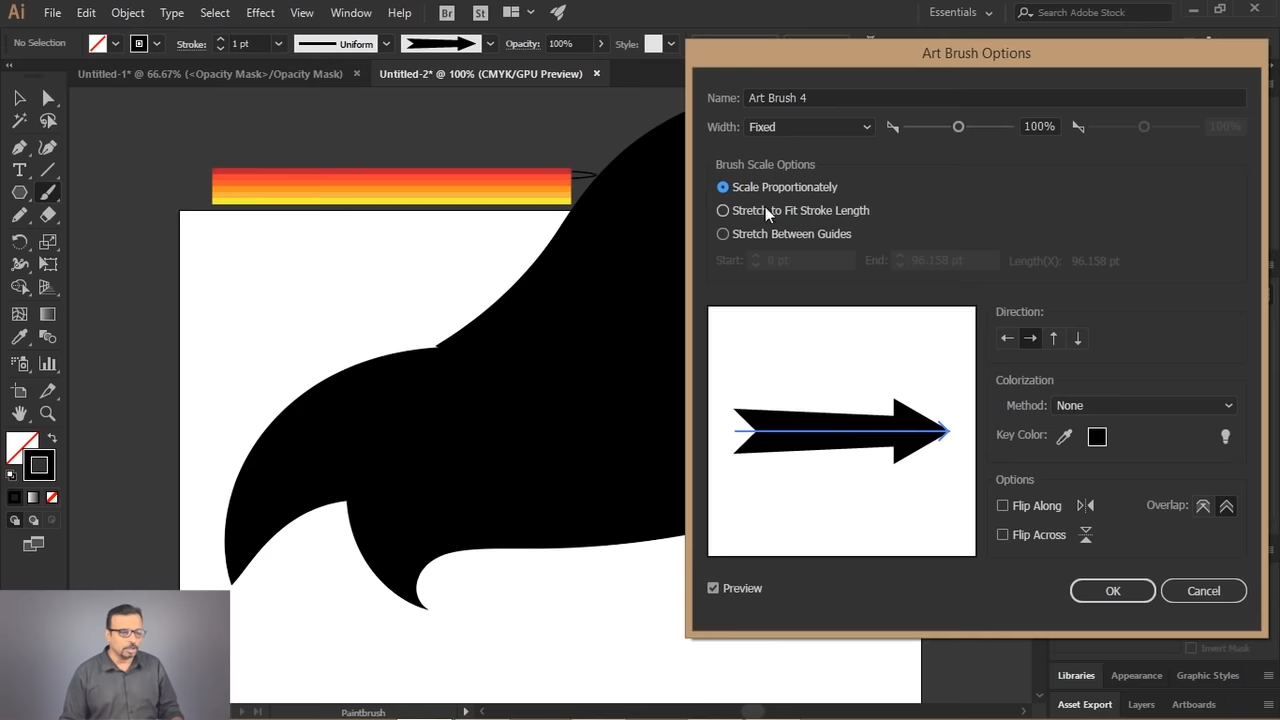 Ai File Edit Object Type Select Effect View Window Help Br St Essentials Search Adobe Stock
No Selection Stroke: 1 pt Uniform Opacity: 100% Style:
Untitled-1* @ 66.67% (<Opacity Mask>/Opacity Mask) × Untitled-2* @ 100% (CMYK/GPU Preview) ×
Art Brush Options
Name: Art Brush 4
Width: Fixed 100% 100%
Brush Scale Options
Scale Proportionately
Stretch to Fit Stroke Length
Stretch Between Guides
Start: 0 pt End: 96.158 pt Length(X): 96.158 pt
Direction:
Colorization
Method: None
Key Color:
Options
Flip Along Overlap:
Flip Across
Preview OK Cancel
Invert Mask
Libraries Appearance Graphic Styles
Asset Export Layers Artboards
Paintbrush